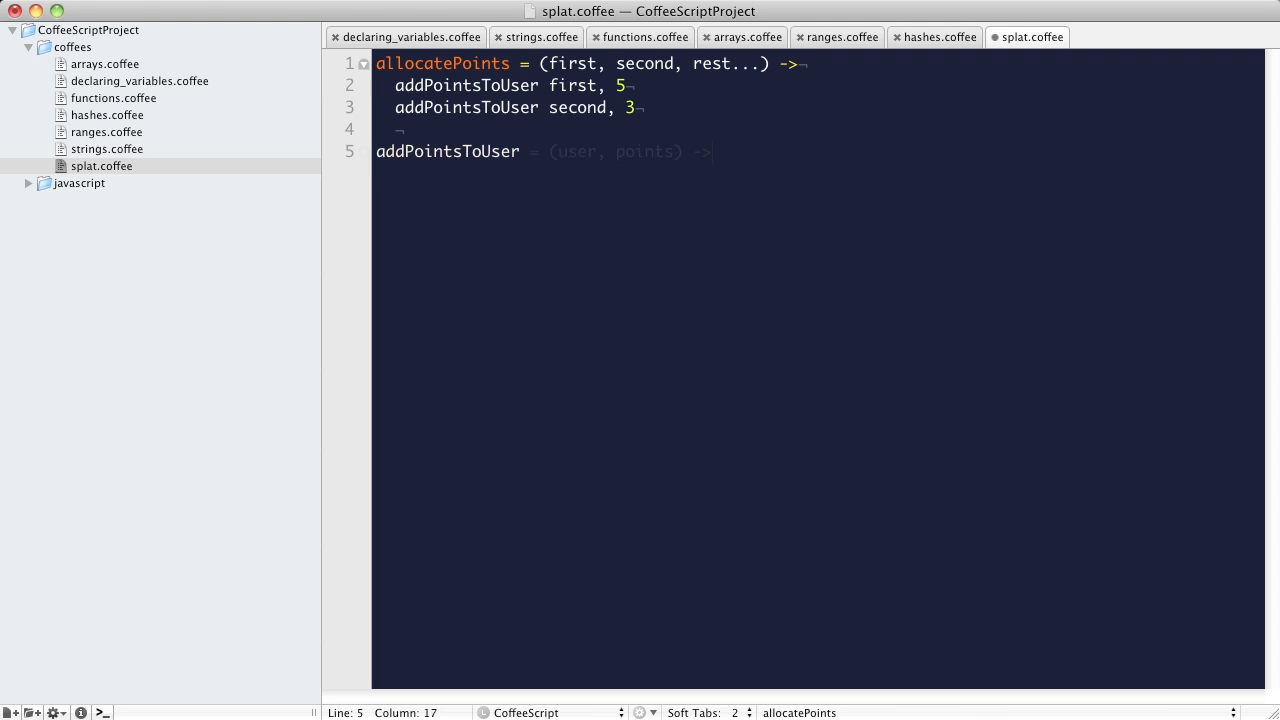 splat.coffee — CoffeeScriptProject
CoffeeScriptProject
coffees
arrays.coffee
declaring_variables.coffee
functions.coffee
hashes.coffee
ranges.coffee
strings.coffee
splat.coffee
javascript
declaring_variables.coffee strings.coffee functions.coffee arrays.coffee ranges.coffee hashes.coffee splat.coffee
1 allocatePoints = (first, second, rest...) ->¬
2 addPointsToUser first, 5¬
3 addPointsToUser second, 3¬
4 ¬
5 addPointsToUser = (user, points) ->
Line: 5 Column: 17 L CoffeeScript Soft Tabs: 2 allocatePoints